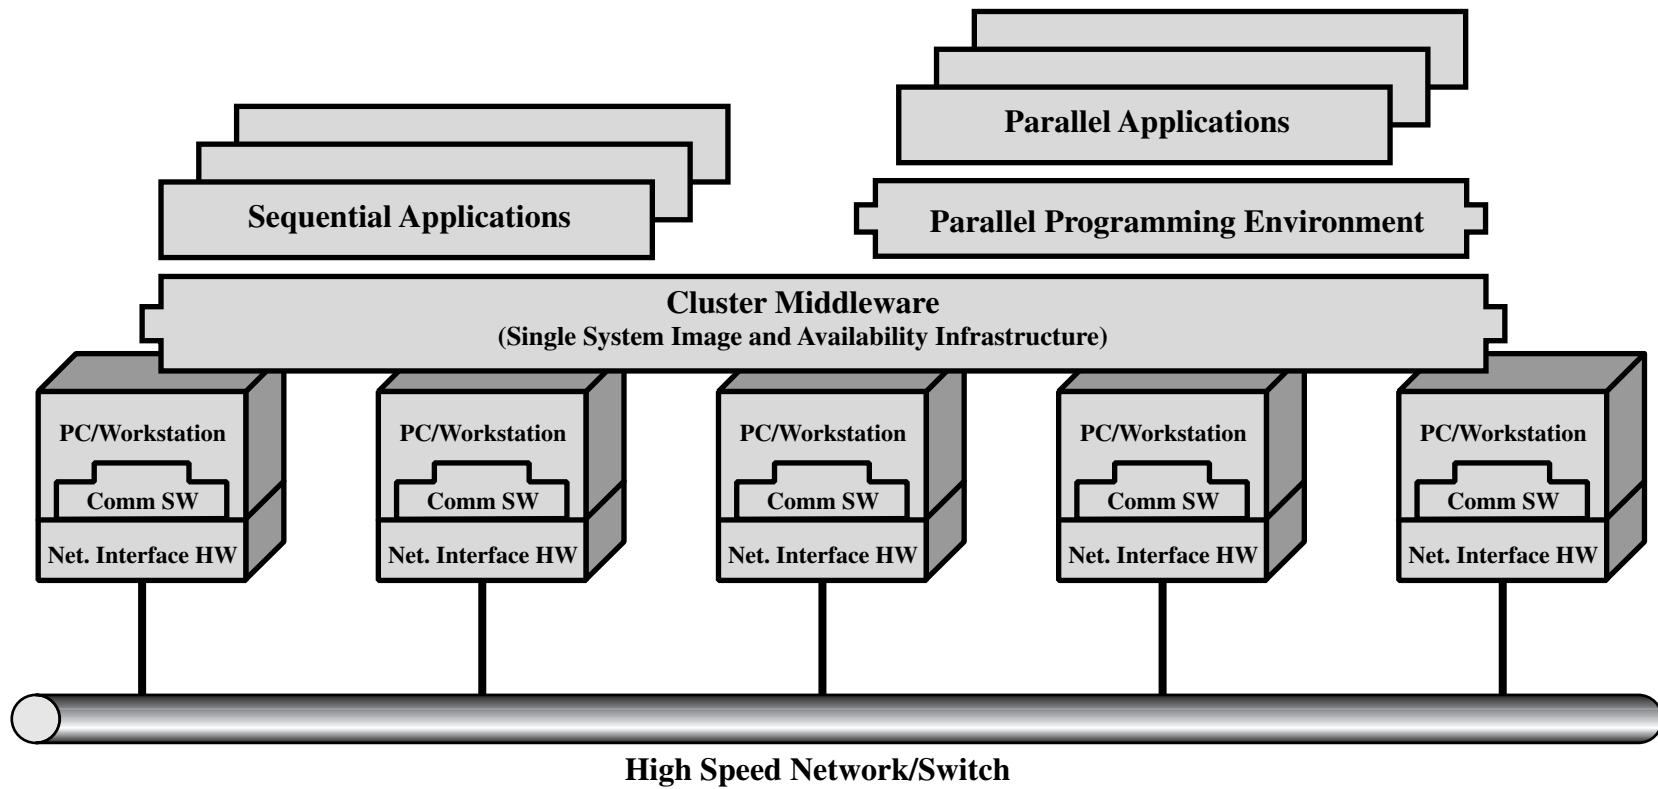 Parallel Applications
Sequential Applications
Parallel Programming Environment
Cluster Middleware
(Single System Image and Availability Infrastructure)
PC/Workstation
Comm SW
Net. Interface HW
PC/Workstation
Comm SW
Net. Interface HW
PC/Workstation
Comm SW
Net. Interface HW
PC/Workstation
Comm SW
Net. Interface HW
PC/Workstation
Comm SW
Net. Interface HW
High Speed Network/Switch